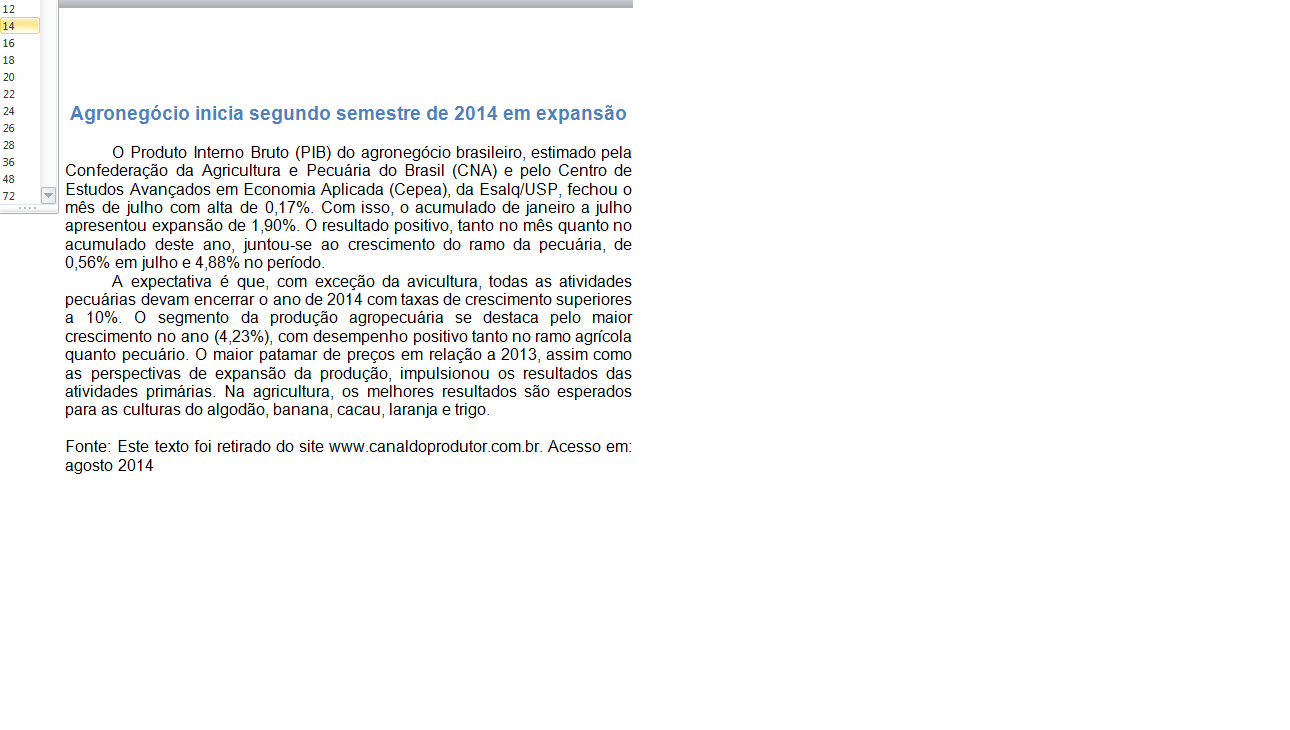 12
14
16
18
20
22
24
26
28
36
48
72
Agronegócio inicia segundo semestre de 2014 em expansão
O Produto Interno Bruto (PIB) do agronegócio brasileiro, estimado pela
Confederação da Agricultura e Pecuária do Brasil (CNA) e pelo Centro de
Estudos Avançados em Economia Aplicada (Cepea), da Esalq/USP, fechou o
mês de julho com alta de 0,17%. Com isso, o acumulado de janeiro a julho
apresentou expansão de 1,90%. O resultado positivo, tanto no mês quanto no
acumulado deste ano, juntou-se ao crescimento do ramo da pecuária, de
0,56% em julho e 4,88% no período.
A expectativa é que, com exceção da avicultura, todas as atividades
pecuárias devam encerrar o ano de 2014 com taxas de crescimento superiores
a 10%. O segmento da produção agropecuária se destaca pelo maior
crescimento no ano (4,23%), com desempenho positivo tanto no ramo agrícola
quanto pecuário. O maior patamar de preços em relação a 2013, assim como
as perspectivas de expansão da produção, impulsionou os resultados das
atividades primárias. Na agricultura, os melhores resultados são esperados
para as culturas do algodão, banana, cacau, laranja e trigo.
Fonte: Este texto foi retirado do site www.canaldoprodutor.com.br. Acesso em:
agosto 2014